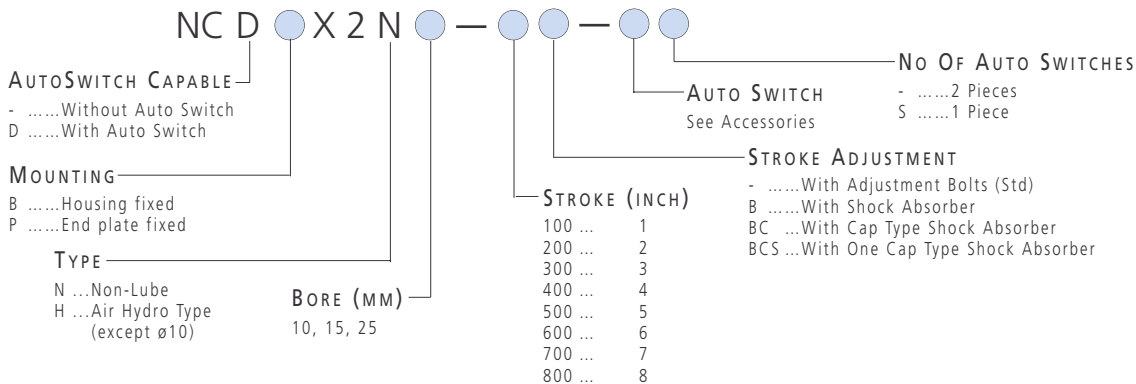 NC D X 2 N – – 
AUTOSWITCH CAPABLE
- ......Without Auto Switch
D ......With Auto Switch
MOUNTING
B ......Housing fixed
P ......End plate fixed
TYPE
N ...Non-Lube
H ...Air Hydro Type
(except ø10)
BORE (MM)
10, 15, 25
STROKE (INCH)
100 ... 1
200 ... 2
300 ... 3
400 ... 4
500 ... 5
600 ... 6
700 ... 7
800 ... 8
STROKE ADJUSTMENT
- ......With Adjustment Bolts (Std)
B ......With Shock Absorber
BC ...With Cap Type Shock Absorber
BCS ...With One Cap Type Shock Absorber
AUTO SWITCH
See Accessories
NO OF AUTO SWITCHES
- ......2 Pieces
S ......1 Piece